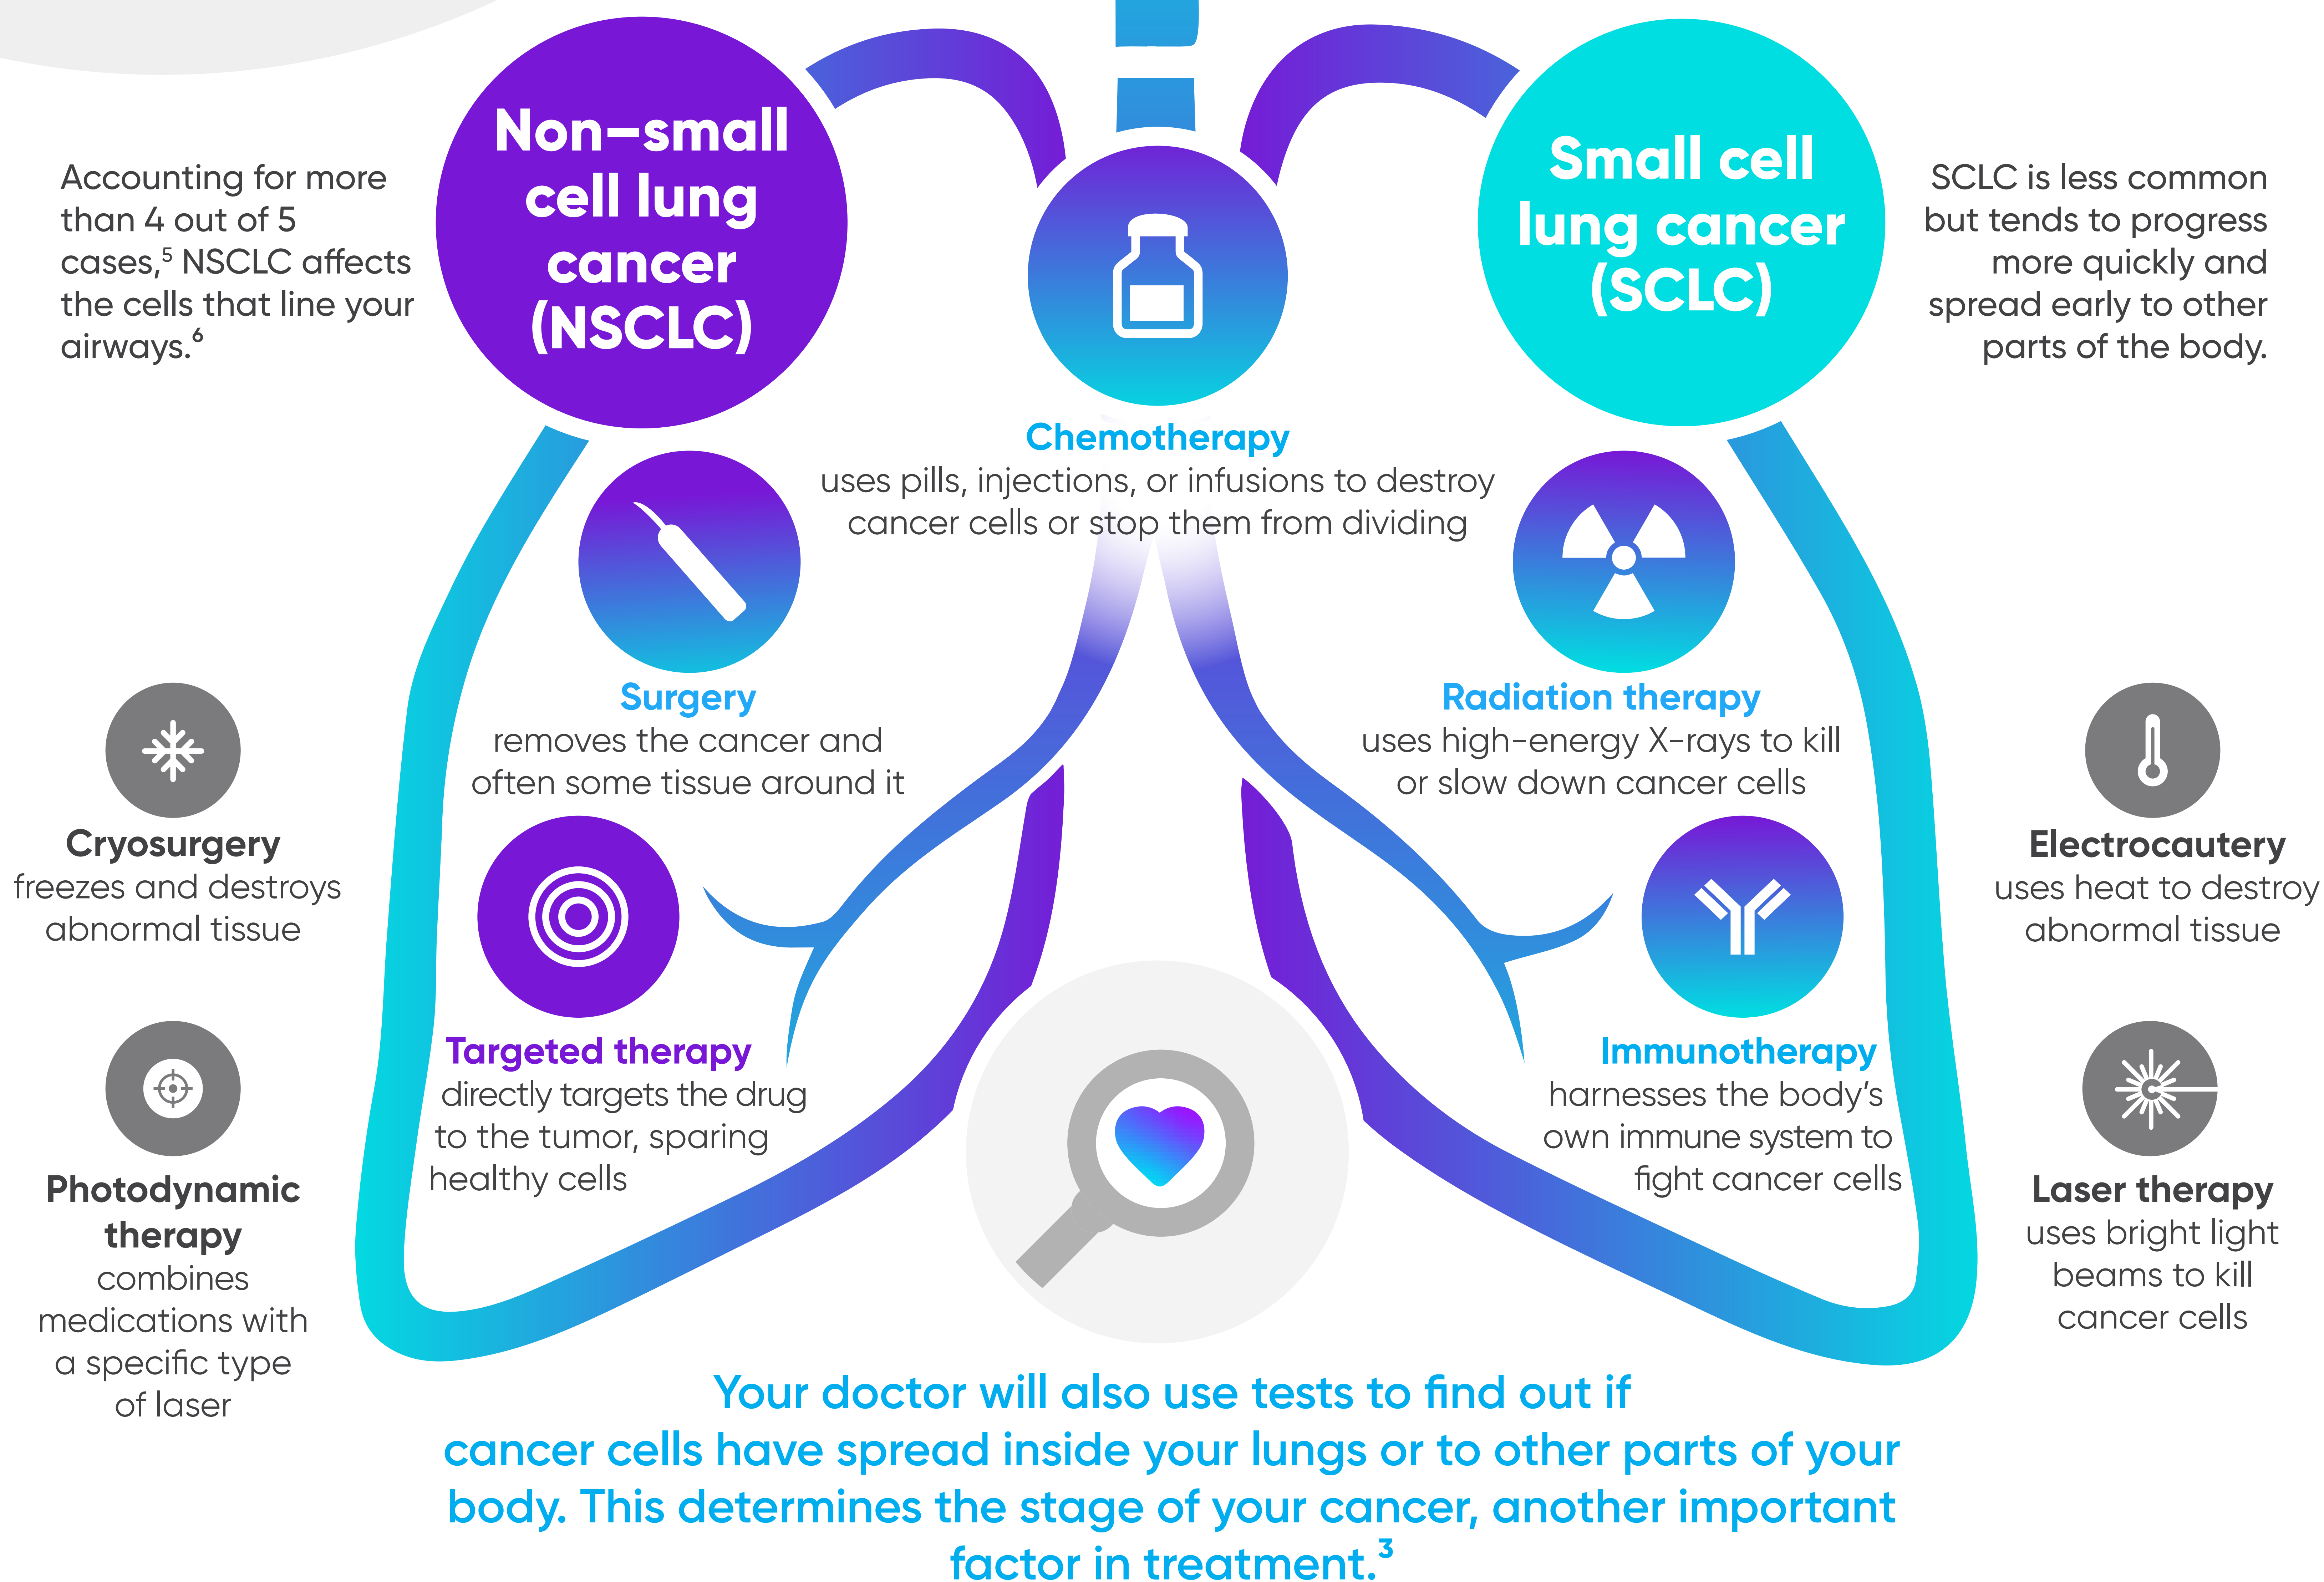 Non–small
cell lung
cancer
(NSCLC)
Accounting for more
than 4 out of 5
cases,⁵ NSCLC affects
the cells that line your
airways.⁶
Small cell
lung cancer
(SCLC)
SCLC is less common
but tends to progress
more quickly and
spread early to other
parts of the body.
Chemotherapy
uses pills, injections, or infusions to destroy
cancer cells or stop them from dividing
Surgery
removes the cancer and
often some tissue around it
Radiation therapy
uses high-energy X-rays to kill
or slow down cancer cells
Targeted therapy
directly targets the drug
to the tumor, sparing
healthy cells
Immunotherapy
harnesses the body’s
own immune system to
fight cancer cells
Cryosurgery
freezes and destroys
abnormal tissue
Electrocautery
uses heat to destroy
abnormal tissue
Photodynamic
therapy
combines
medications with
a specific type
of laser
Laser therapy
uses bright light
beams to kill
cancer cells
Your doctor will also use tests to find out if
cancer cells have spread inside your lungs or to other parts of your
body. This determines the stage of your cancer, another important
factor in treatment.³